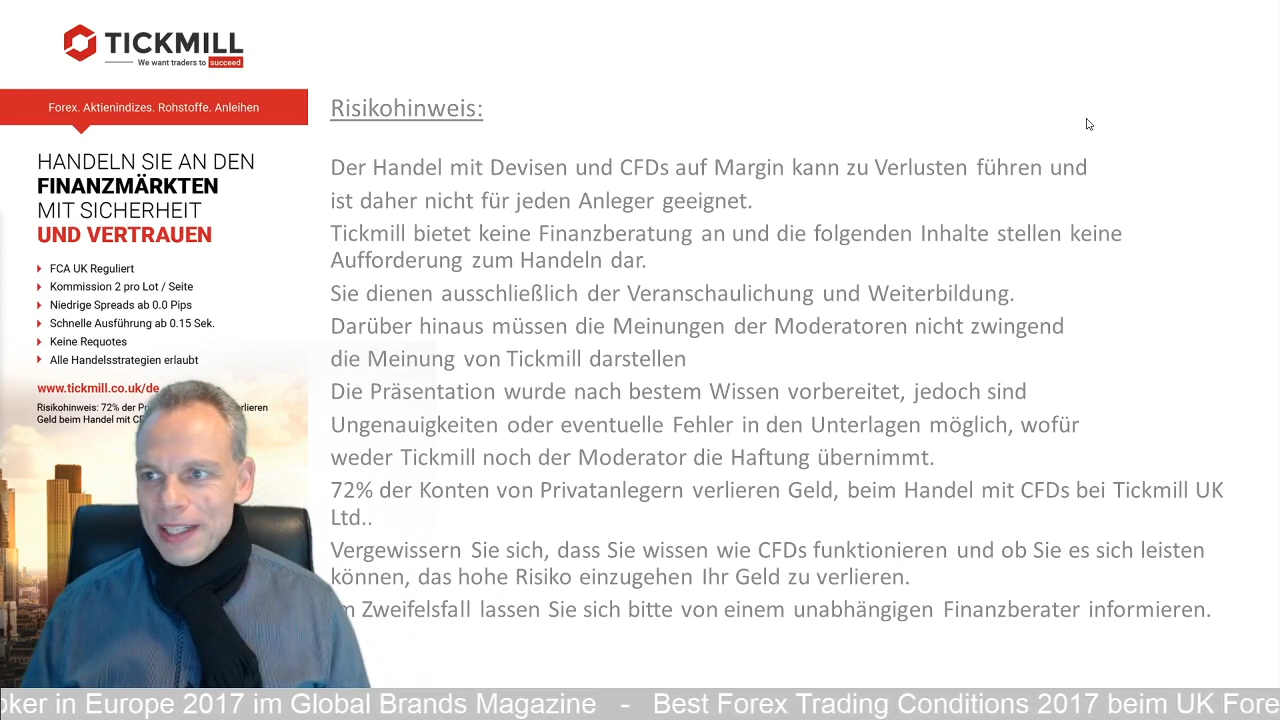 TICKMILL
We want traders to succeed
Forex. Aktienindizes. Rohstoffe. Anleihen
HANDELN SIE AN DEN
FINANZMÄRKTEN
MIT SICHERHEIT
UND VERTRAUEN
FCA UK Reguliert
Kommission 2 pro Lot / Seite
Niedrige Spreads ab 0.0 Pips
Schnelle Ausführung ab 0.15 Sek.
Keine Requotes
Alle Handelsstrategien erlaubt
www.tickmill.co.uk/de
Risikohinweis: 72% der
Geld beim Handel mit
Risikohinweis:
Der Handel mit Devisen und CFDs auf Margin kann zu Verlusten führen und
ist daher nicht für jeden Anleger geeignet.
Tickmill bietet keine Finanzberatung an und die folgenden Inhalte stellen keine
Aufforderung zum Handeln dar.
Sie dienen ausschließlich der Veranschaulichung und Weiterbildung.
Darüber hinaus müssen die Meinungen der Moderatoren nicht zwingend
die Meinung von Tickmill darstellen
Die Präsentation wurde nach bestem Wissen vorbereitet, jedoch sind
Ungenauigkeiten oder eventuelle Fehler in den Unterlagen möglich, wofür
weder Tickmill noch der Moderator die Haftung übernimmt.
72% der Konten von Privatanlegern verlieren Geld, beim Handel mit CFDs bei Tickmill UK
Ltd..
Vergewissern Sie sich, dass Sie wissen wie CFDs funktionieren und ob Sie es sich leisten
können, das hohe Risiko einzugehen Ihr Geld zu verlieren.
Zweifelsfall lassen Sie sich bitte von einem unabhängigen Finanzberater informieren.
oker in Europe 2017 im Global Brands Magazine - Best Forex Trading Conditions 2017 beim UK Fore